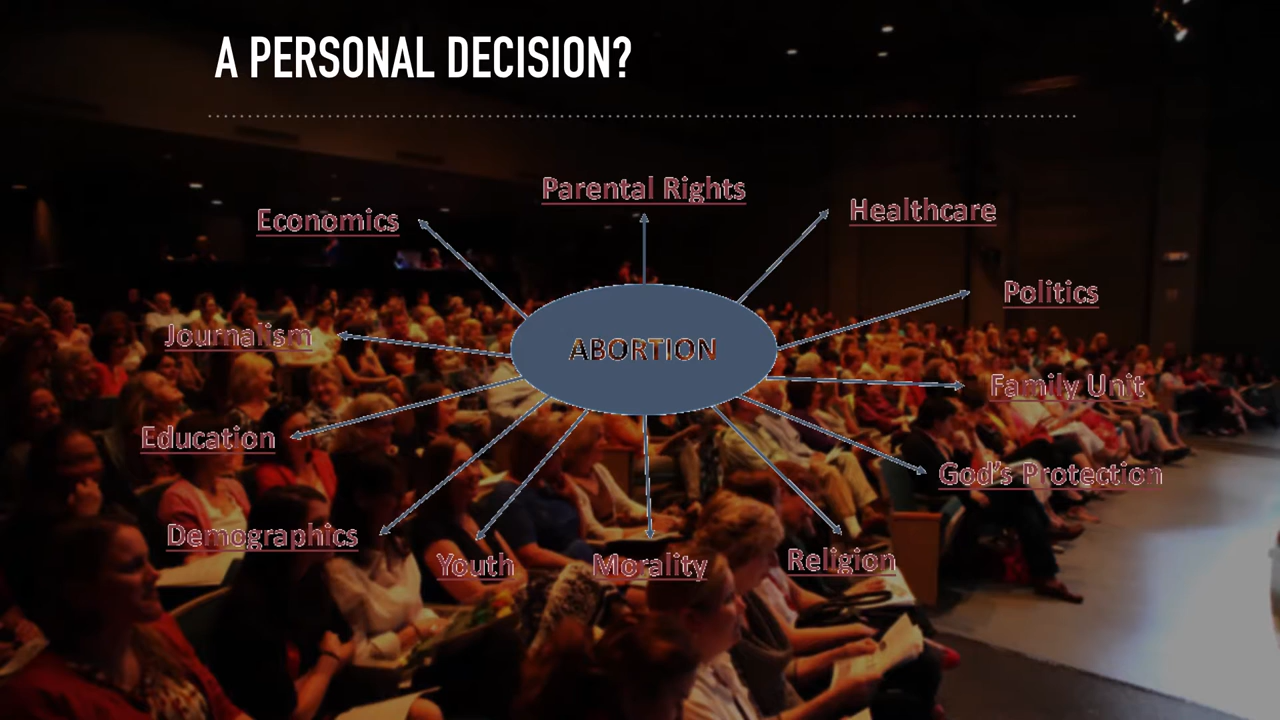 A PERSONAL DECISION?
Parental Rights
Economics
Healthcare
Politics
Journalism
ABORTION
Family Unit
Education
God's Protection
Demographics
Youth
Morality
Religion